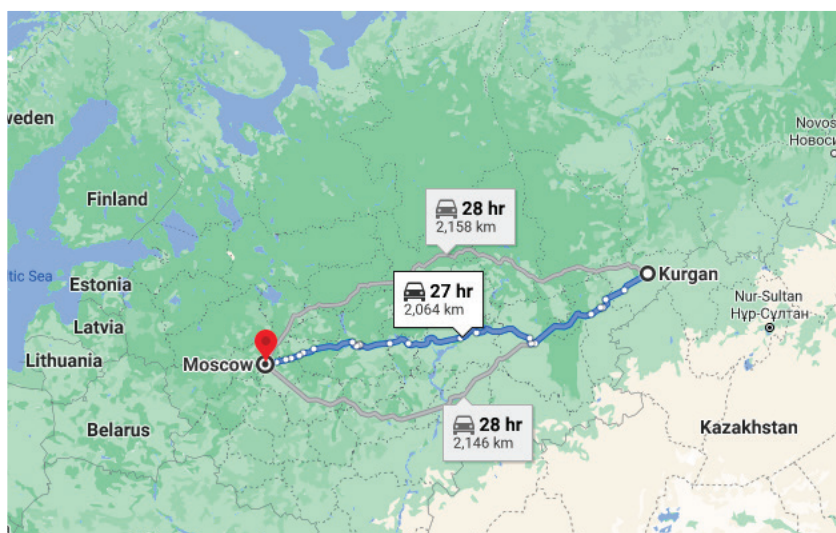 weden
Novos
Новоси
Finland
28 hr
2,158 km
Kurgan
tic Sea
Estonia
27 hr
2,064 km
Nur-Sultan
Нұр-Сұлтан
Latvia
Lithuania
Moscow
28 hr
2,146 km
Belarus
Kazakhstan